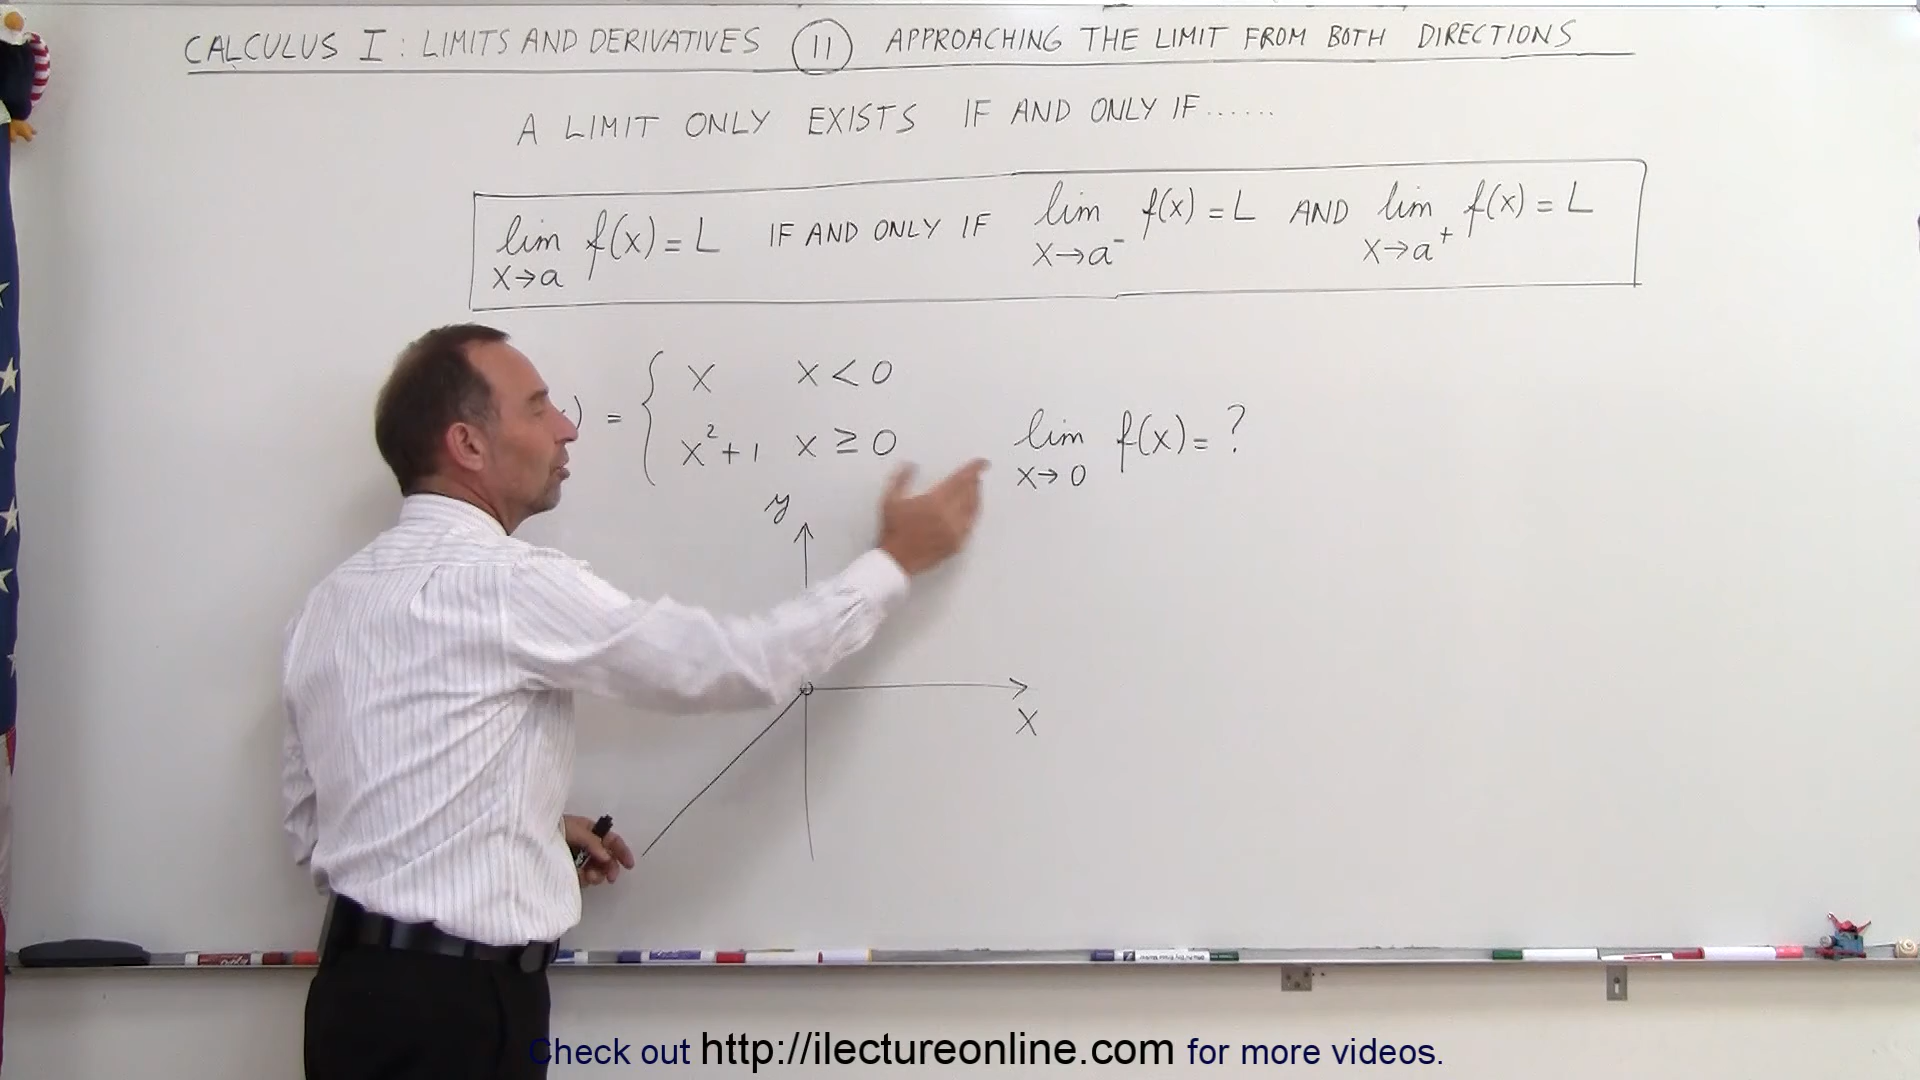 CALCULUS I : LIMITS AND DERIVATIVES 11 APPROACHING THE LIMIT FROM BOTH DIRECTIONS
A LIMIT ONLY EXISTS IF AND ONLY IF......
lim f(x) = L IF AND ONLY IF lim f(x) = L AND lim f(x) = L
x→a x→a⁻ x→a⁺
x x < 0
) = {
x²+1 x ≥ 0
lim f(x) = ?
x→0
y
x
Check out http://ilectureonline.com for more videos.